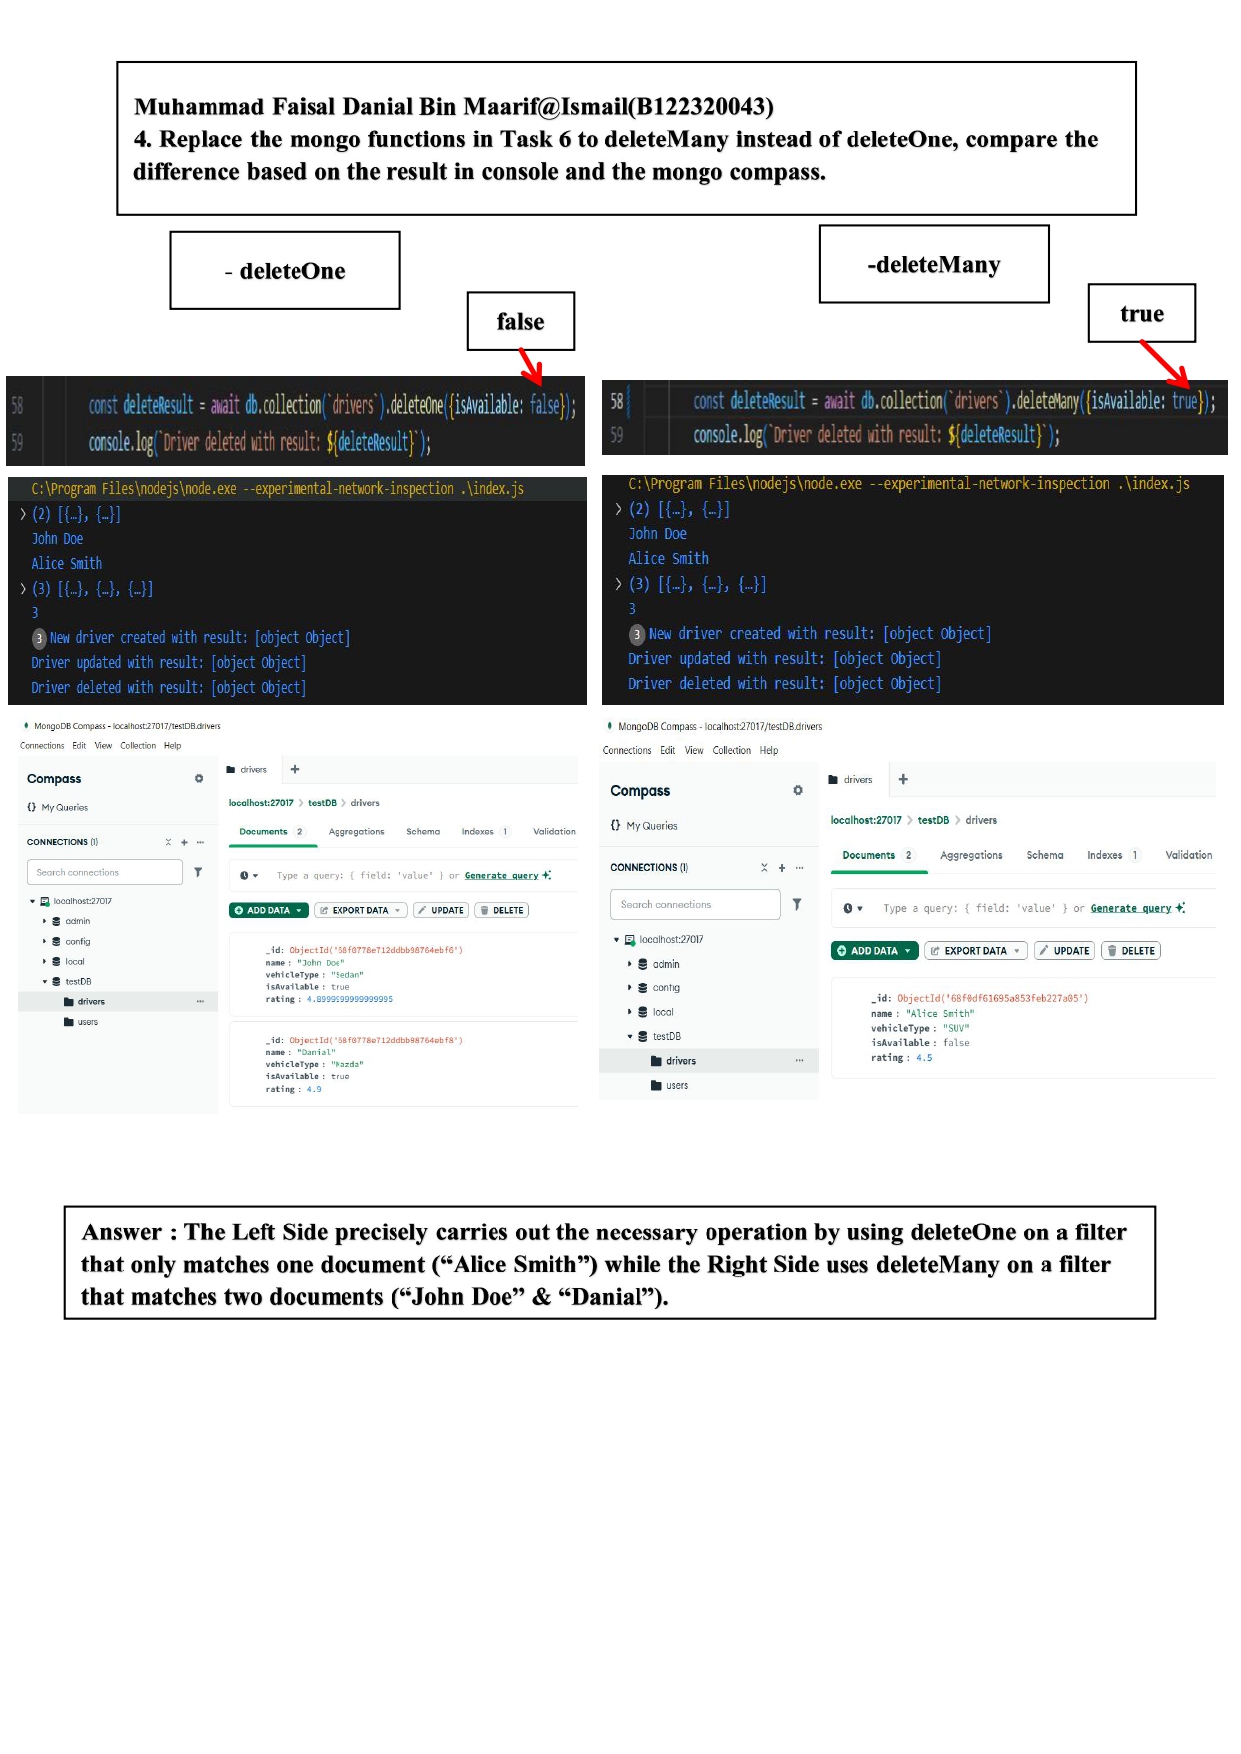 Muhammad Faisal Danial Bin Maarif@Ismail(B122320043)
4. Replace the mongo functions in Task 6 to deleteMany instead of deleteOne, compare the
difference based on the result in console and the mongo compass.
- deleteOne
false
58 const deleteResult = await db.collection(`drivers`).deleteOne({isAvailable: false});
59 console.log(`Driver deleted with result: ${deleteResult}`);
C:\Program Files\nodejs\node.exe --experimental-network-inspection .\index.js
> (2) [{…}, {…}]
John Doe
Alice Smith
> (3) [{…}, {…}, {…}]
3
3 New driver created with result: [object Object]
Driver updated with result: [object Object]
Driver deleted with result: [object Object]
MongoDB Compass - localhost:27017/testDB.drivers
Connections Edit View Collection Help
Compass
{} My Queries
CONNECTIONS (1)
Search connections
localhost:27017
admin
config
local
testDB
drivers
users
drivers +
localhost:27017 > testDB > drivers
Documents 2 Aggregations Schema Indexes 1 Validation
Type a query: { field: 'value' } or Generate query
ADD DATA EXPORT DATA UPDATE DELETE
_id: ObjectId('68f0778e712ddbb98764ebf6')
name : "John Doe"
vehicleType : "Sedan"
isAvailable : true
rating : 4.8999999999999995
_id: ObjectId('68f0778e712ddbb98764ebf8')
name : "Danial"
vehicleType : "Mazda"
isAvailable : true
rating : 4.9
-deleteMany
true
58 const deleteResult = await db.collection(`drivers`).deleteMany({isAvailable: true});
59 console.log(`Driver deleted with result: ${deleteResult}`);
C:\Program Files\nodejs\node.exe --experimental-network-inspection .\index.js
> (2) [{…}, {…}]
John Doe
Alice Smith
> (3) [{…}, {…}, {…}]
3
3 New driver created with result: [object Object]
Driver updated with result: [object Object]
Driver deleted with result: [object Object]
MongoDB Compass - localhost:27017/testDB.drivers
Connections Edit View Collection Help
Compass
{} My Queries
CONNECTIONS (1)
Search connections
localhost:27017
admin
config
local
testDB
drivers
users
drivers +
localhost:27017 > testDB > drivers
Documents 2 Aggregations Schema Indexes 1 Validation
Type a query: { field: 'value' } or Generate query
ADD DATA EXPORT DATA UPDATE DELETE
_id: ObjectId('68f0df61695a853feb227a05')
name : "Alice Smith"
vehicleType : "SUV"
isAvailable : false
rating : 4.5
Answer : The Left Side precisely carries out the necessary operation by using deleteOne on a filter
that only matches one document (“Alice Smith”) while the Right Side uses deleteMany on a filter
that matches two documents (“John Doe” & “Danial”).